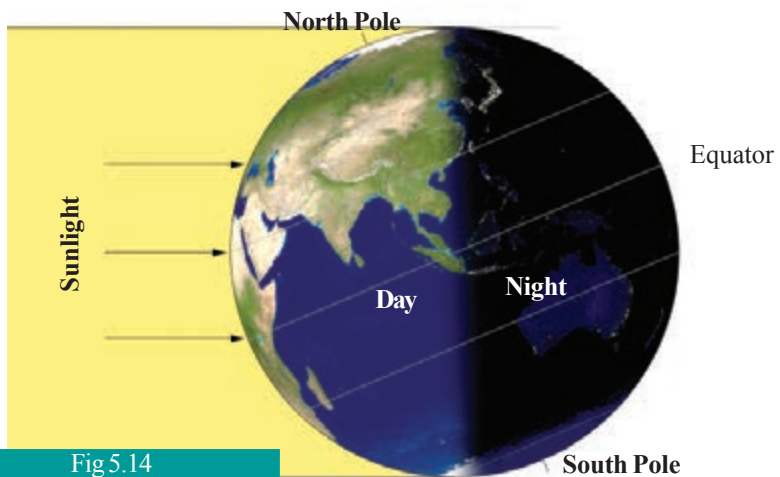 North Pole
Equator
Sunlight
Day
Night
South Pole
Fig 5.14